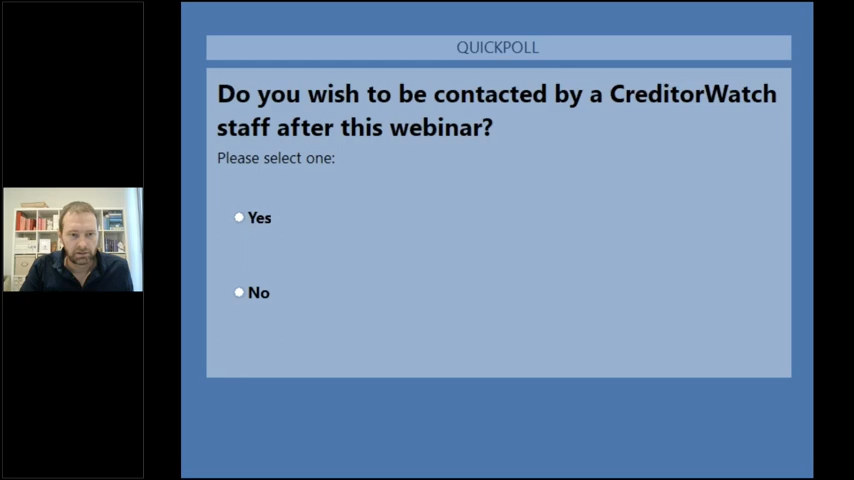 QUICKPOLL
Do you wish to be contacted by a CreditorWatch
staff after this webinar?
Please select one:
Yes
No